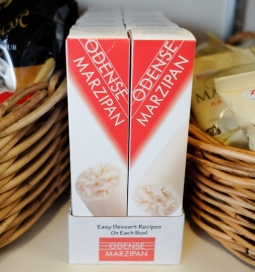 ODENSE
MARZIPAN
ODENSE
MARZIPAN
Easy Dessert Recipes
On Each Box!
ODENSE
MARZIPAN